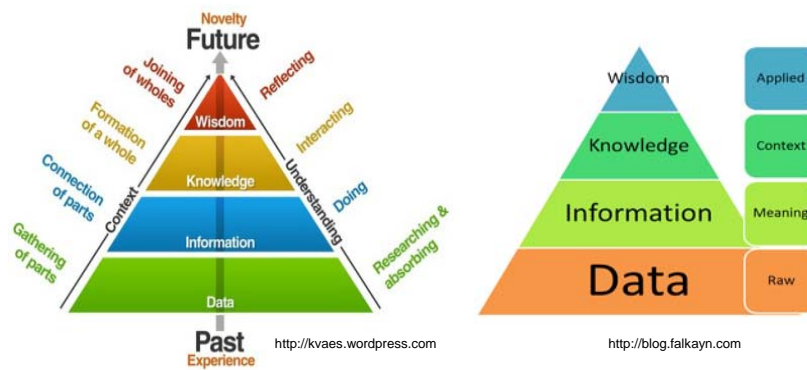 Novelty
Future
Joining
of wholes
Reflecting
Formation
of a whole
Interacting
Connection
of parts
Doing
Gathering
of parts
Researching &
absorbing
Context
Understanding
Wisdom
Knowledge
Information
Data
Past
Experience
http://kvaes.wordpress.com
Wisdom
Applied
Knowledge
Context
Information
Meaning
Data
Raw
http://blog.falkayn.com